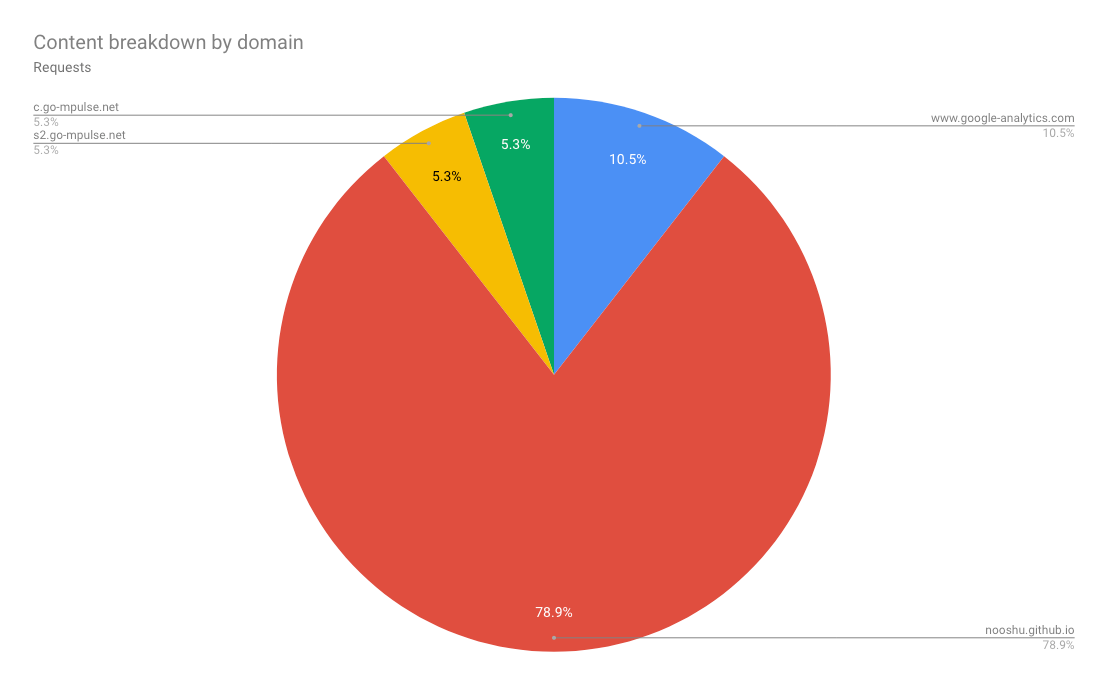 Content breakdown by domain
Requests
c.go-mpulse.net
5.3%
s2.go-mpulse.net
5.3%
www.google-analytics.com
10.5%
5.3%
5.3%
10.5%
78.9%
nooshu.github.io
78.9%